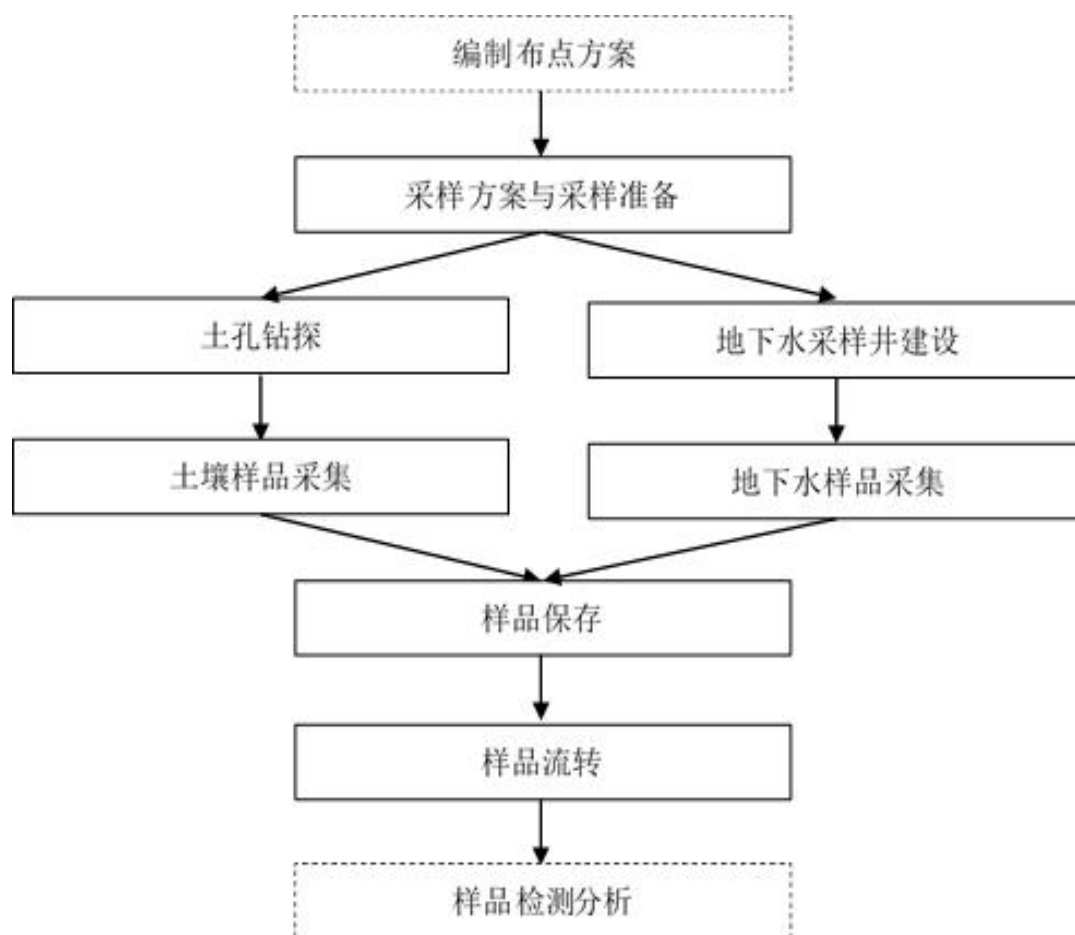 编制布点方案
采样方案与采样准备
土孔钻探
地下水采样井建设
土壤样品采集
地下水样品采集
样品保存
样品流转
样品检测分析